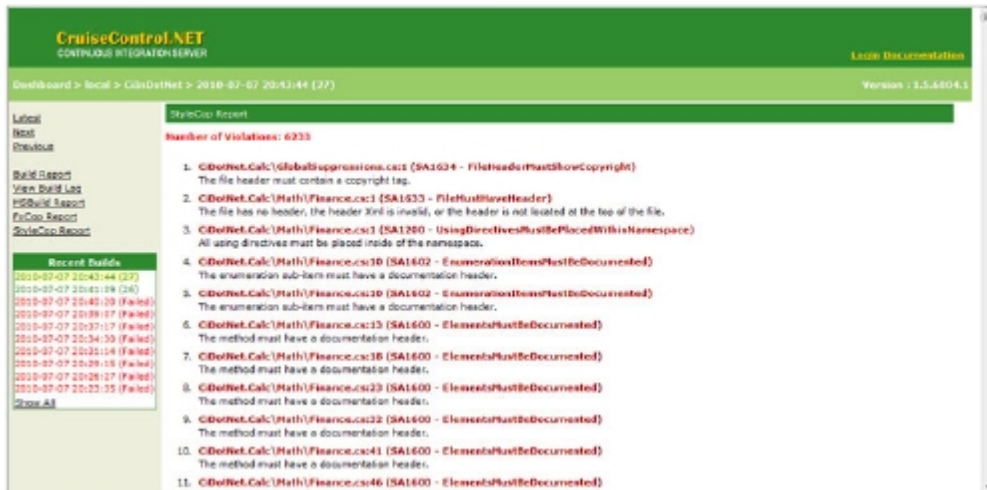 CruiseControl.NET
CONTINUOUS INTEGRATION SERVER
Login Documentation
Dashboard > local > CiDotNet > 2010-07-07 20:43:44 (27)
Version : 1.5.6804.1
Latest
Next
Previous
Build Report
View Build Log
MSBuild Report
FxCop Report
StyleCop Report
Recent Builds
2010-07-07 20:43:44 (27)
2010-07-07 20:41:09 (26)
2010-07-07 20:40:20 (Failed)
2010-07-07 20:39:07 (Failed)
2010-07-07 20:37:17 (Failed)
2010-07-07 20:34:30 (Failed)
2010-07-07 20:31:14 (Failed)
2010-07-07 20:29:15 (Failed)
2010-07-07 20:26:27 (Failed)
2010-07-07 20:23:35 (Failed)
Show All
StyleCop Report
Number of Violations: 6233
1. CiDotNet.Calc\GlobalSuppressions.cs:1 (SA1634 - FileHeaderMustShowCopyright)
The file header must contain a copyright tag.
2. CiDotNet.Calc\Math\Finance.cs:1 (SA1633 - FileMustHaveHeader)
The file has no header, the header Xml is invalid, or the header is not located at the top of the file.
3. CiDotNet.Calc\Math\Finance.cs:1 (SA1200 - UsingDirectivesMustBePlacedWithinNamespace)
All using directives must be placed inside of the namespace.
4. CiDotNet.Calc\Math\Finance.cs:10 (SA1602 - EnumerationItemsMustBeDocumented)
The enumeration sub-item must have a documentation header.
5. CiDotNet.Calc\Math\Finance.cs:10 (SA1602 - EnumerationItemsMustBeDocumented)
The enumeration sub-item must have a documentation header.
6. CiDotNet.Calc\Math\Finance.cs:13 (SA1600 - ElementsMustBeDocumented)
The method must have a documentation header.
7. CiDotNet.Calc\Math\Finance.cs:18 (SA1600 - ElementsMustBeDocumented)
The method must have a documentation header.
8. CiDotNet.Calc\Math\Finance.cs:23 (SA1600 - ElementsMustBeDocumented)
The method must have a documentation header.
9. CiDotNet.Calc\Math\Finance.cs:32 (SA1600 - ElementsMustBeDocumented)
The method must have a documentation header.
10. CiDotNet.Calc\Math\Finance.cs:41 (SA1600 - ElementsMustBeDocumented)
The method must have a documentation header.
11. CiDotNet.Calc\Math\Finance.cs:46 (SA1600 - ElementsMustBeDocumented)